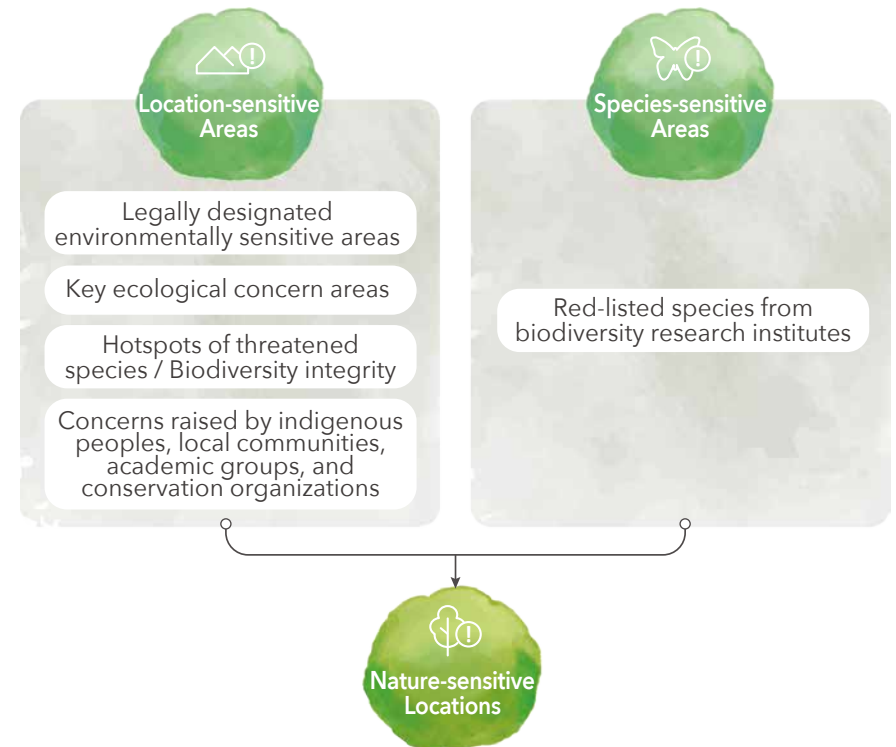 Location-sensitive
Areas
Legally designated
environmentally sensitive areas
Key ecological concern areas
Hotspots of threatened
species / Biodiversity integrity
Concerns raised by indigenous
peoples, local communities,
academic groups, and
conservation organizations
Species-sensitive
Areas
Red-listed species from
biodiversity research institutes
Nature-sensitive
Locations